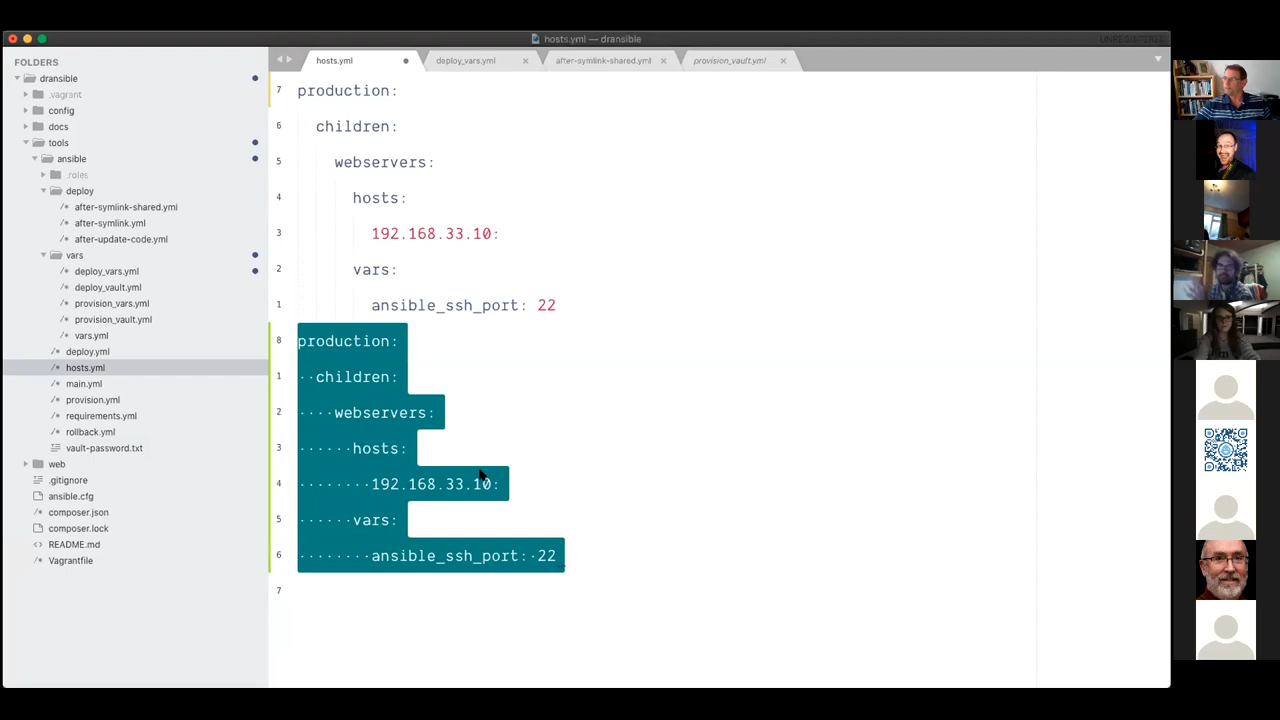 hosts.yml — dransible
UNREGISTERED
FOLDERS
dransible
.vagrant
config
docs
tools
ansible
.roles
deploy
after-symlink-shared.yml
after-symlink.yml
after-update-code.yml
vars
deploy_vars.yml
deploy_vault.yml
provision_vars.yml
provision_vault.yml
vars.yml
deploy.yml
hosts.yml
main.yml
provision.yml
requirements.yml
rollback.yml
vault-password.txt
web
.gitignore
ansible.cfg
composer.json
composer.lock
README.md
Vagrantfile
hosts.yml
deploy_vars.yml
after-symlink-shared.yml
provision_vault.yml
7 production:
6 children:
5 webservers:
4 hosts:
3 192.168.33.10:
2 vars:
1 ansible_ssh_port: 22
8 production:
1 ··children:
2 ····webservers:
3 ······hosts:
4 ········192.168.33.10:
5 ······vars:
6 ········ansible_ssh_port:·22
7